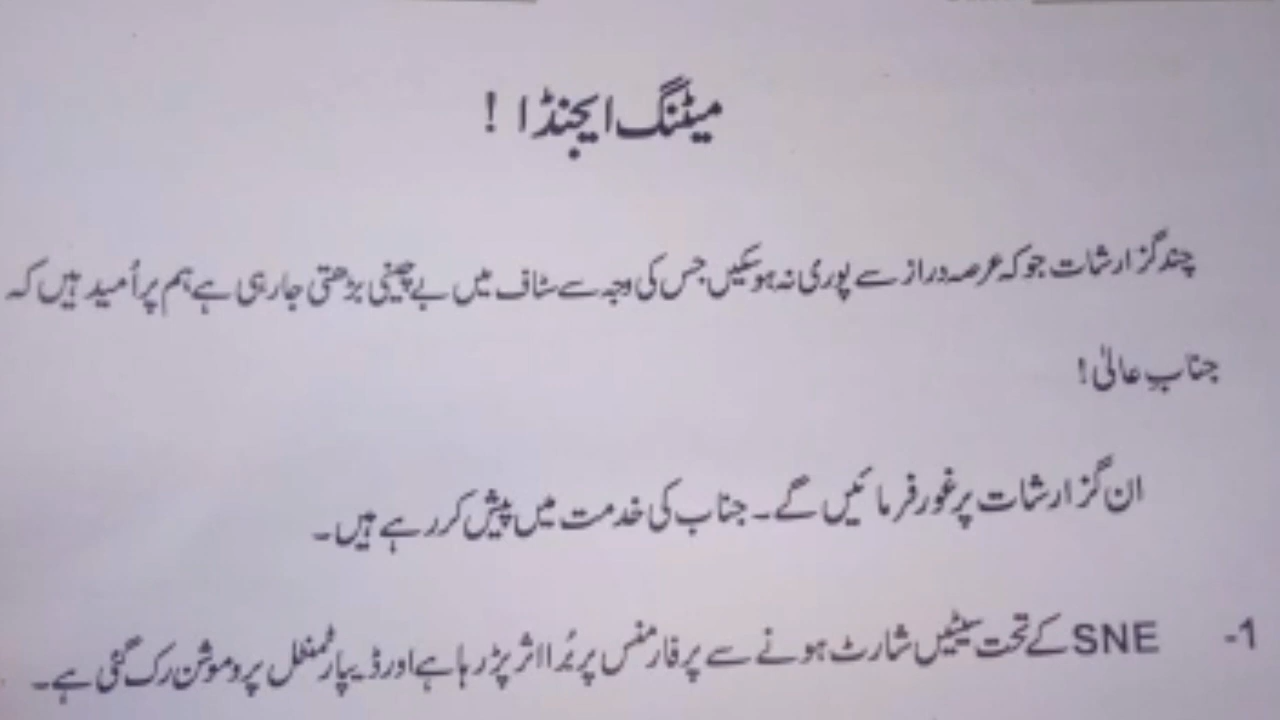 میٹنگ ایجنڈا !
چند گزارشات جو کہ عرصہ دراز سے پوری نہ ہو سکیں جس کی وجہ سے سٹاف میں بے چینی بڑھتی جا رہی ہے ہم پر اُمید ہیں کہ
جنابِ عالیٰ !
ان گزارشات پر غور فرمائیں گے۔ جناب کی خدمت میں پیش کر رہے ہیں۔
1- SNE کے تحت سیٹیں شارٹ ہونے سے پرفارمنس پر بُرا اثر پڑ رہا ہے اور ڈیپارٹمنٹل پروموشن رک گئی ہے۔